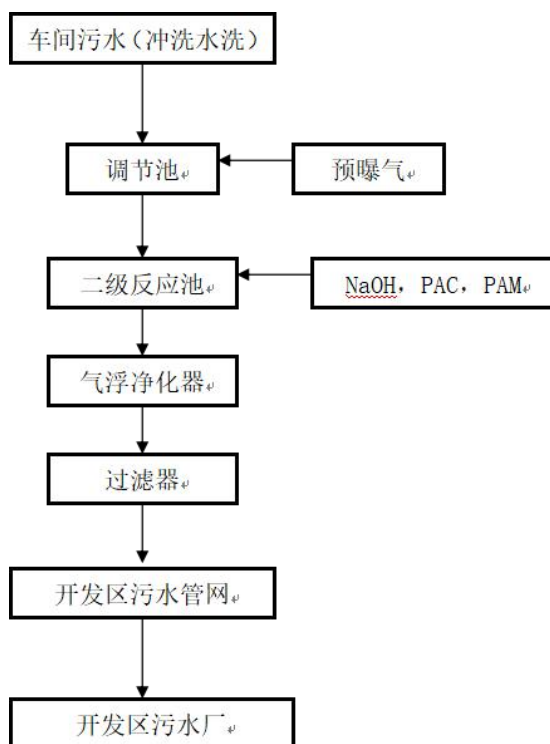 车间污水（冲洗水洗）
调节池
预曝气
二级反应池
NaOH，PAC，PAM
气浮净化器
过滤器
开发区污水管网
开发区污水厂